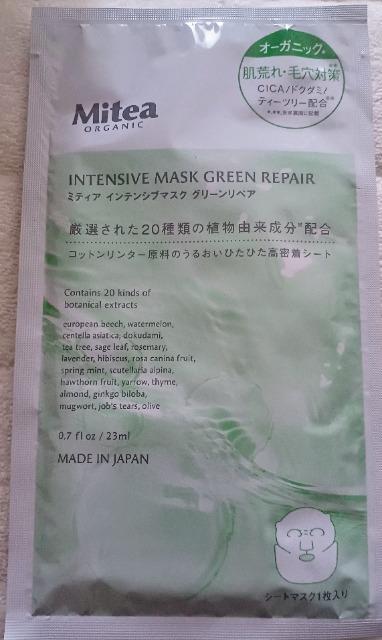 オーガニック※
肌荒れ・毛穴対策※※
CICA/ドクダミ/
ティーツリー配合※※
Mitea
ORGANIC
INTENSIVE MASK GREEN REPAIR
ミティア インテンシブマスク グリーンリペア
厳選された20種類の植物由来成分※配合
コットンリンター原料のうるおいひたひた高密着シート
Contains 20 kinds of
botanical extracts
european beech, watermelon,
centella asiatica, dokudami,
tea tree, sage leaf, rosemary,
lavender, hibiscus, rosa canina fruit,
spring mint, scutellaria alpina,
hawthorn fruit, yarrow, thyme,
almond, ginkgo biloba,
mugwort, job's tears, olive
0.7 fl oz / 23ml
MADE IN JAPAN
シートマスク1枚入り